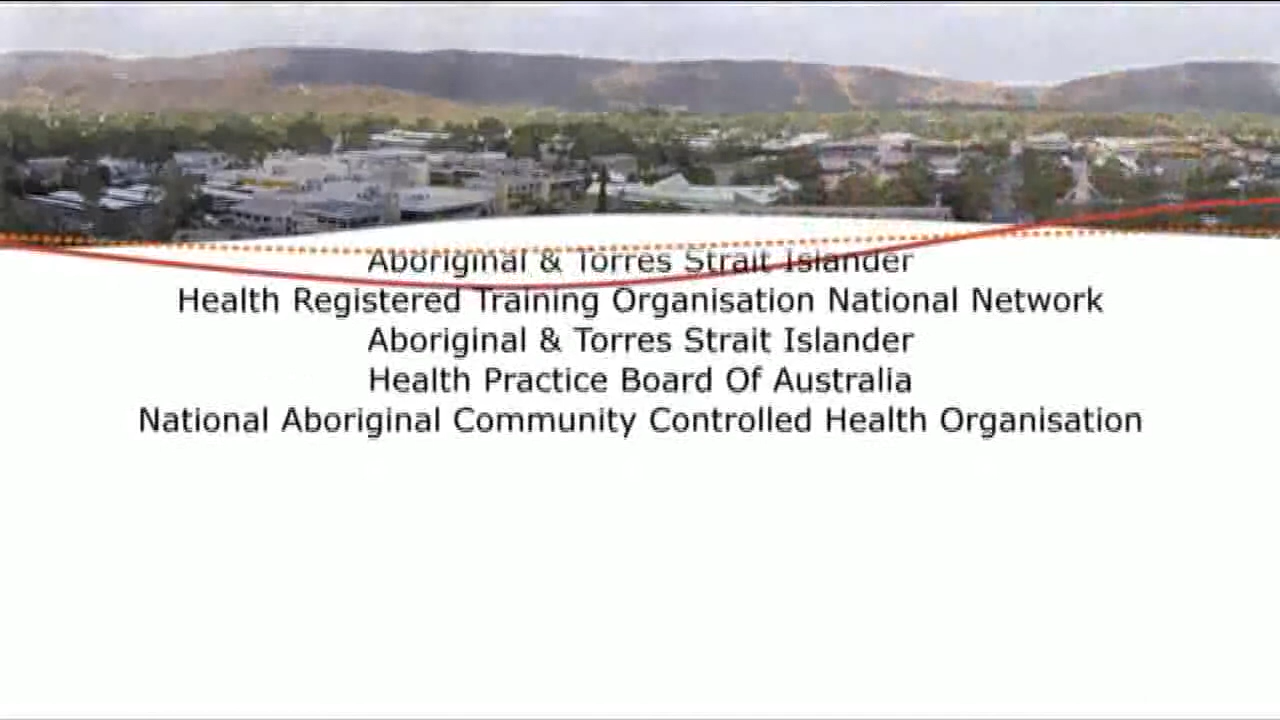 Aboriginal & Torres Strait Islander
Health Registered Training Organisation National Network
Aboriginal & Torres Strait Islander
Health Practice Board Of Australia
National Aboriginal Community Controlled Health Organisation